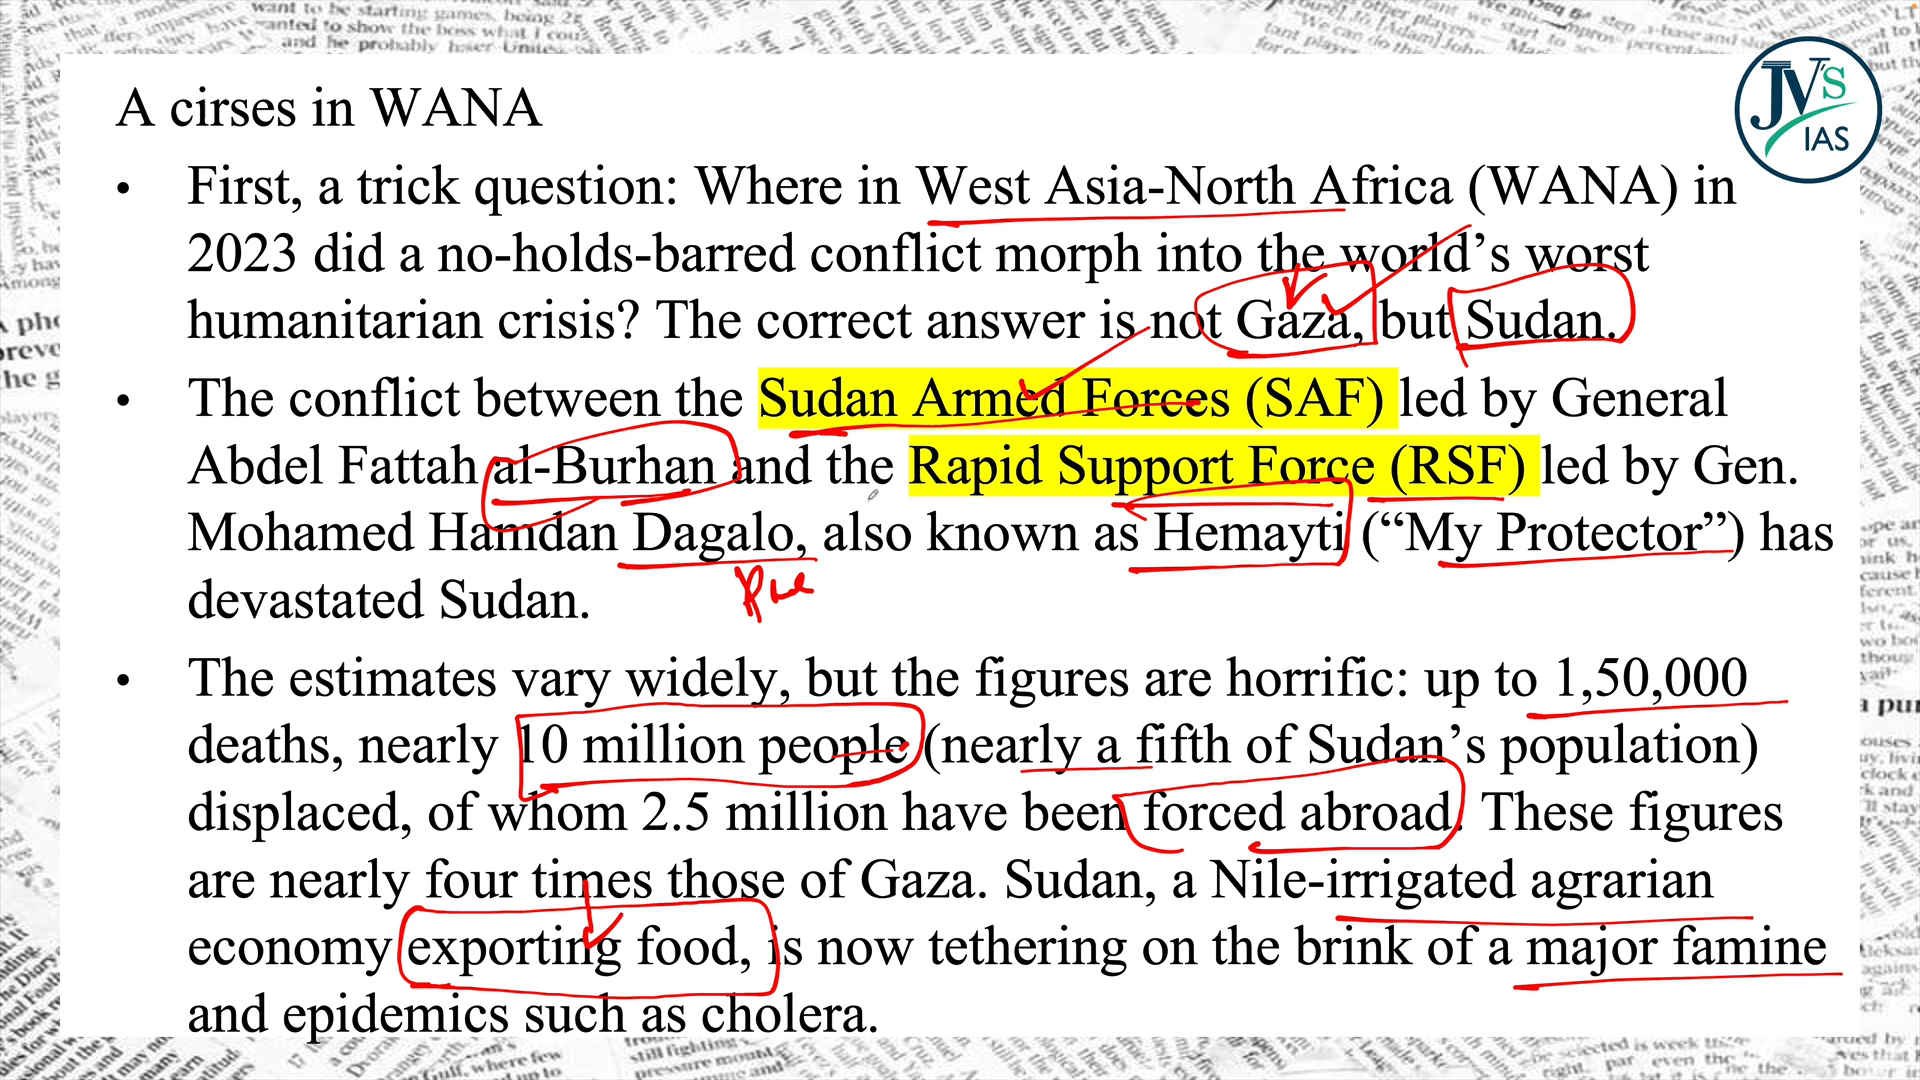 A cirses in WANA
JV's
IAS
• First, a trick question: Where in West Asia-North Africa (WANA) in
2023 did a no-holds-barred conflict morph into the world’s worst
humanitarian crisis? The correct answer is not Gaza, but Sudan.
• The conflict between the Sudan Armed Forces (SAF) led by General
Abdel Fattah al-Burhan and the Rapid Support Force (RSF) led by Gen.
Mohamed Hamdan Dagalo, also known as Hemayti (“My Protector”) has
devastated Sudan.
• The estimates vary widely, but the figures are horrific: up to 1,50,000
deaths, nearly 10 million people (nearly a fifth of Sudan’s population)
displaced, of whom 2.5 million have been forced abroad. These figures
are nearly four times those of Gaza. Sudan, a Nile-irrigated agrarian
economy exporting food, is now tethering on the brink of a major famine
and epidemics such as cholera.